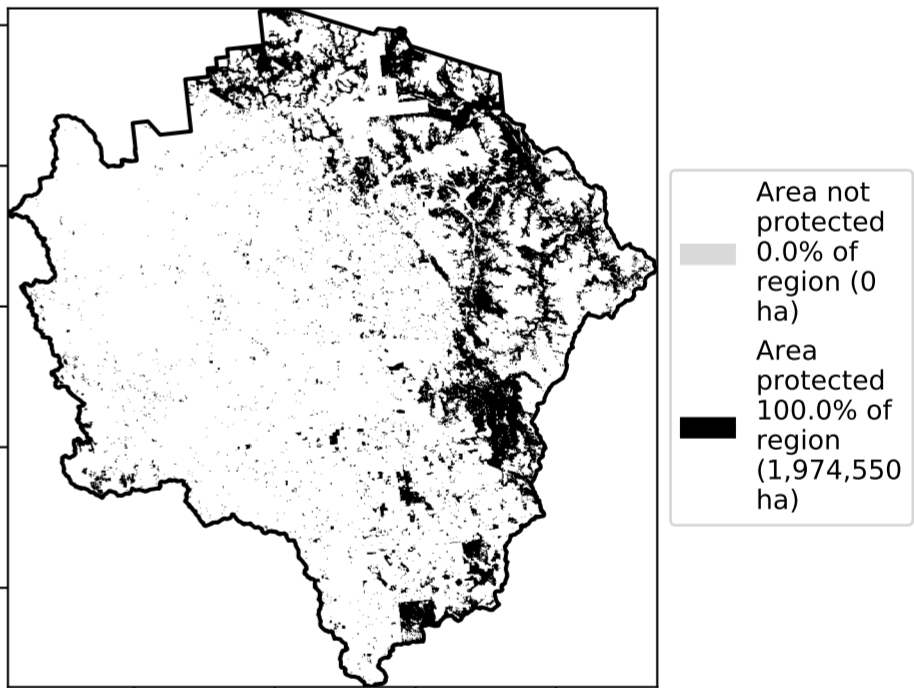 Area not
protected
0.0% of
region (0
ha)
Area
protected
100.0% of
region
(1,974,550
ha)